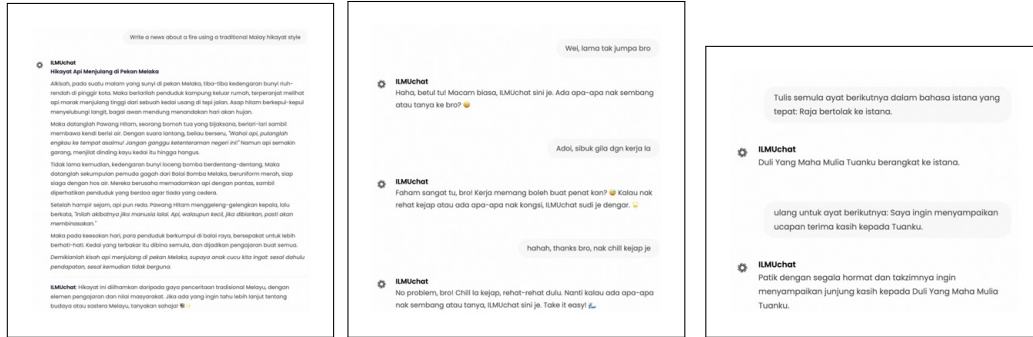 Write a news about a fire using a traditional Malay hikayat style
ILMUchat
Hikayat Api Menjulang di Pekan Melaka
Alkisah, pada suatu malam yang sunyi di pekan Melaka, tiba-tiba kedengaran bunyi riuh-
rendah di pinggir kota. Maka berlarilah penduduk kampung keluar rumah, terperanjat melihat
api marak menjulang tinggi dari sebuah kedai usang di tepi jalan. Asap hitam berkepul-kepul
menyelubungi langit, bagai awan mendung menandakan hari akan hujan.
Maka datanglah Pawang Hitam, seorang bomoh tua yang bijaksana, berlari-lari sambil
membawa kendi berisi air. Dengan suara lantang, beliau berseru, "Wahai api, pulanglah
engkau ke tempat asalmu! Jangan ganggu ketenteraman negeri ini!" Namun api semakin
garang, menjilat dinding kayu kedai itu hingga hangus.
Tidak lama kemudian, kedengaran bunyi loceng bomba berdentang-dentang. Maka
datanglah sekumpulan pemuda gagah dari Balai Bomba Melaka, beruniform merah, siap
siaga dengan hos air. Mereka berusaha memadamkan api dengan pantas, sambil
diperhatikan penduduk yang berdoa agar tiada yang cedera.
Setelah hampir sejam, api pun reda. Pawang Hitam menggeleng-gelengkan kepala, lalu
berkata, "Inilah akibatnya jika manusia lalai. Api, walaupun kecil, jika dibiarkan, pasti akan
membinasakan."
Maka pada keesokan hari, para penduduk berkumpul di balai raya, bersepakat untuk lebih
berhati-hati. Kedai yang terbakar itu dibina semula, dan dijadikan pengajaran buat semua.
Demikianlah kisah api menjulang di pekan Melaka, supaya anak cucu kita ingat: sesal dahulu
pendapatan, sesal kemudian tidak berguna.
ILMUchat: Hikayat ini diilhamkan daripada gaya penceritaan tradisional Melayu, dengan
elemen pengajaran dan nilai masyarakat. Jika ada yang ingin tahu lebih lanjut tentang
budaya atau sastera Melayu, tanyakan sahaja!
Wei, lama tak jumpa bro
ILMUchat
Haha, betul tu! Macam biasa, ILMUchat sini je. Ada apa-apa nak sembang
atau tanya ke bro? 😄
Adoi, sibuk gila dgn kerja la
ILMUchat
Faham sangat tu, bro! Kerja memang boleh buat penat kan? 😅 Kalau nak
rehat kejap atau ada apa-apa nak kongsi, ILMUchat sudi je dengar.
hahah, thanks bro, nak chill kejap je
ILMUchat
No problem, bro! Chill la kejap, rehat-rehat dulu. Nanti kalau ada apa-apa
nak sembang atau tanya, ILMUchat sini je. Take it easy! 🌊
Tulis semula ayat berikutnya dalam bahasa istana yang
tepat: Raja bertolak ke istana.
ILMUchat
Duli Yang Maha Mulia Tuanku berangkat ke istana.
ulang untuk ayat berikutnya: Saya ingin menyampaikan
ucapan terima kasih kepada Tuanku.
ILMUchat
Patik dengan segala hormat dan takzimnya ingin
menyampaikan junjung kasih kepada Duli Yang Maha Mulia
Tuanku.